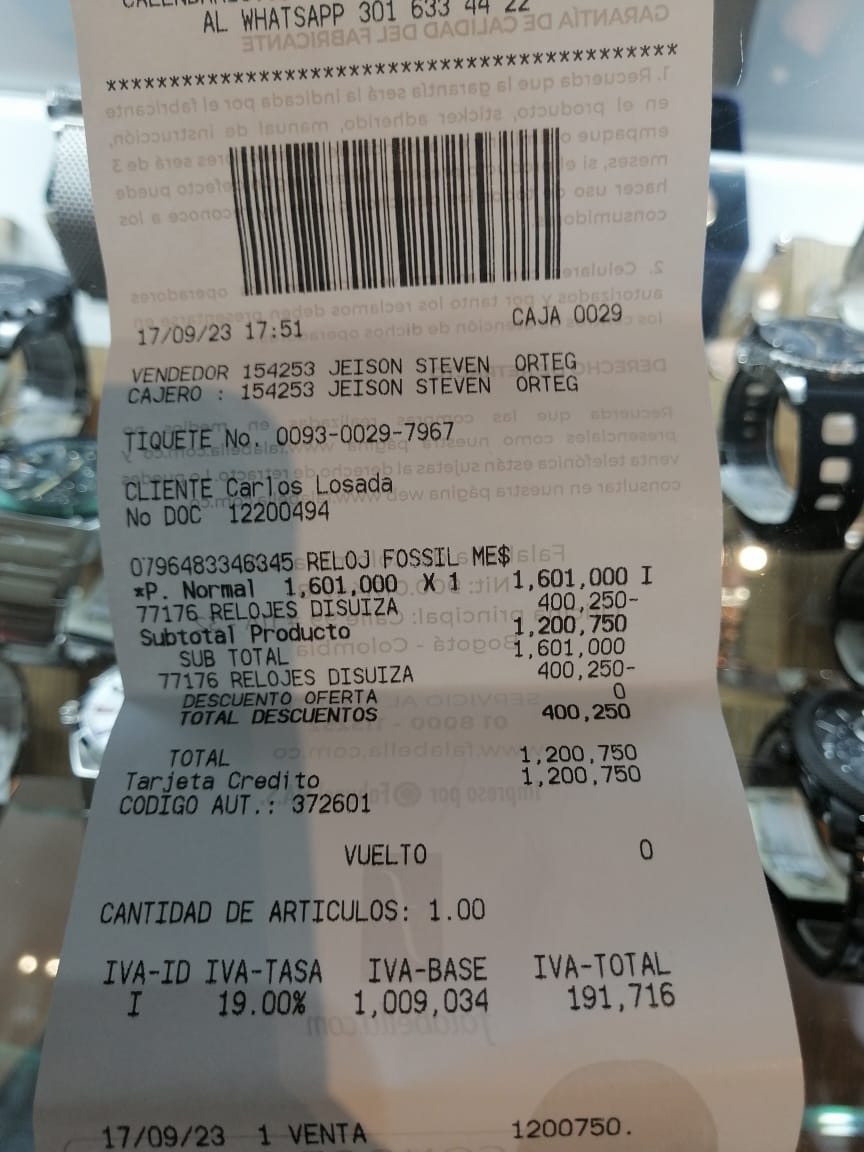 AL WHATSAPP 301 633 44 22
*********************************************
17/09/23 17:51 CAJA 0029
VENDEDOR 154253 JEISON STEVEN ORTEG
CAJERO : 154253 JEISON STEVEN ORTEG
TIQUETE No. 0093-0029-7967
CLIENTE Carlos Losada
No DOC 12200494
0796483346345 RELOJ FOSSIL ME$
*P. Normal 1,601,000 X 1 1,601,000 I
77176 RELOJES DISUIZA 400,250-
Subtotal Producto 1,200,750
SUB TOTAL 1,601,000
77176 RELOJES DISUIZA 400,250-
DESCUENTO OFERTA 0
TOTAL DESCUENTOS 400,250
TOTAL 1,200,750
Tarjeta Credito 1,200,750
CODIGO AUT.: 372601
VUELTO 0
CANTIDAD DE ARTICULOS: 1.00
IVA-ID IVA-TASA IVA-BASE IVA-TOTAL
I 19.00% 1,009,034 191,716
17/09/23 1 VENTA 1200750.